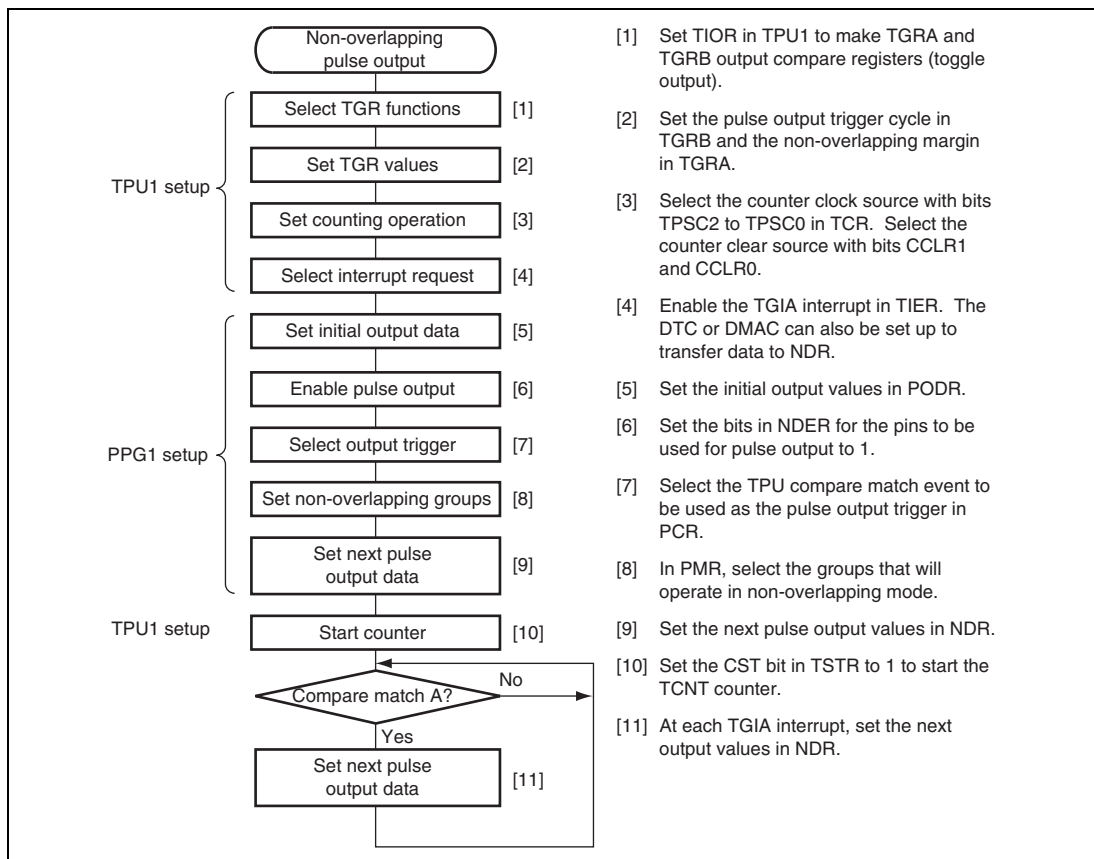 Non-overlapping
pulse output
TPU1 setup
Select TGR functions [1]
Set TGR values [2]
Set counting operation [3]
Select interrupt request [4]
PPG1 setup
Set initial output data [5]
Enable pulse output [6]
Select output trigger [7]
Set non-overlapping groups [8]
Set next pulse
output data
[9]
TPU1 setup
Start counter [10]
Compare match A?
No
Yes
Set next pulse
output data
[11]
[1] Set TIOR in TPU1 to make TGRA and
TGRB output compare registers (toggle
output).
[2] Set the pulse output trigger cycle in
TGRB and the non-overlapping margin
in TGRA.
[3] Select the counter clock source with bits
TPSC2 to TPSC0 in TCR. Select the
counter clear source with bits CCLR1
and CCLR0.
[4] Enable the TGIA interrupt in TIER. The
DTC or DMAC can also be set up to
transfer data to NDR.
[5] Set the initial output values in PODR.
[6] Set the bits in NDER for the pins to be
used for pulse output to 1.
[7] Select the TPU compare match event to
be used as the pulse output trigger in
PCR.
[8] In PMR, select the groups that will
operate in non-overlapping mode.
[9] Set the next pulse output values in NDR.
[10] Set the CST bit in TSTR to 1 to start the
TCNT counter.
[11] At each TGIA interrupt, set the next
output values in NDR.